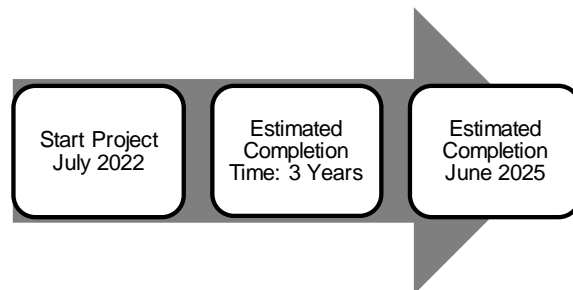 Start Project
July 2022
Estimated
Completion
Time: 3 Years
Estimated
Completion
June 2025